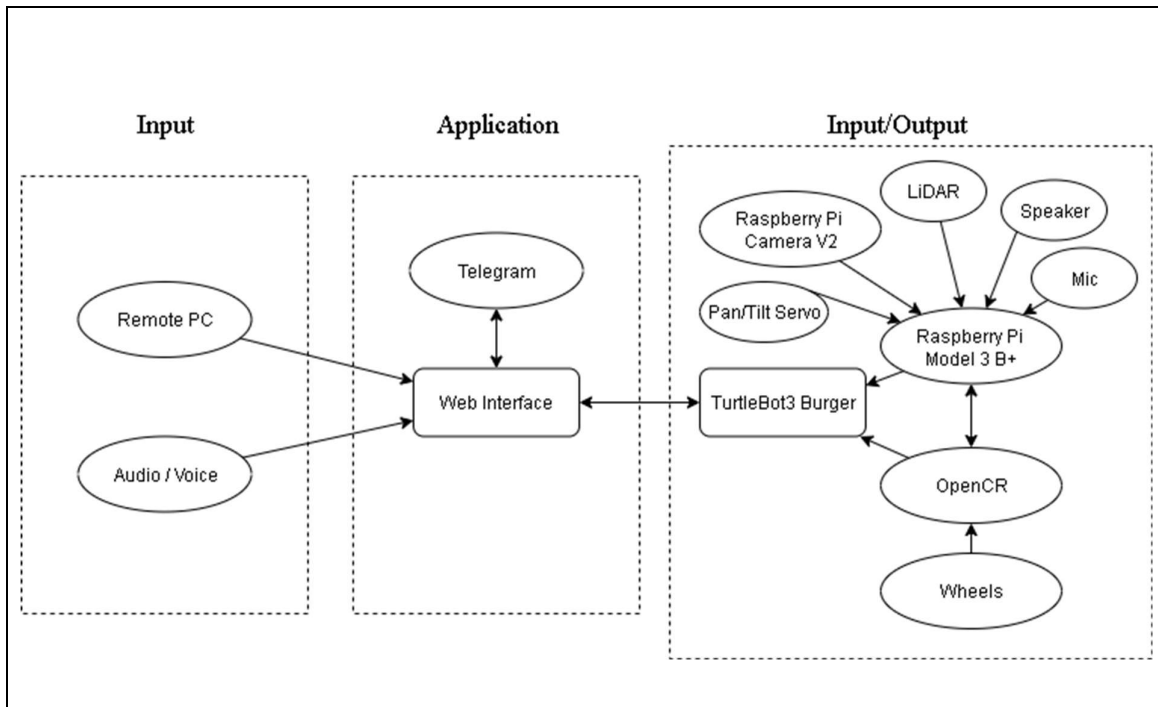 Input
Application
Input/Output
Remote PC
Audio / Voice
Telegram
Web Interface
LiDAR
Speaker
Raspberry Pi
Camera V2
Mic
Pan/Tilt Servo
Raspberry Pi
Model 3 B+
TurtleBot3 Burger
OpenCR
Wheels